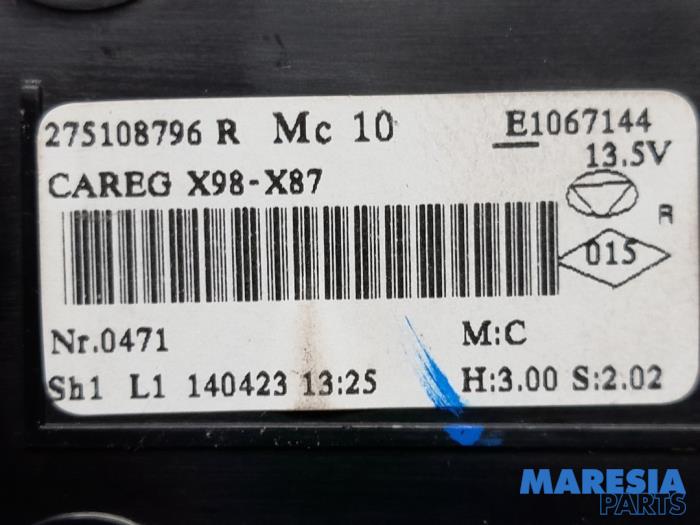 275108796 R Mc 10 E1067144
13.5V
CAREG X98-X87
R
015
Nr.0471 M:C
Sh1 L1 140423 13:25 H:3.00 S:2.02
MARESIA
PARTS